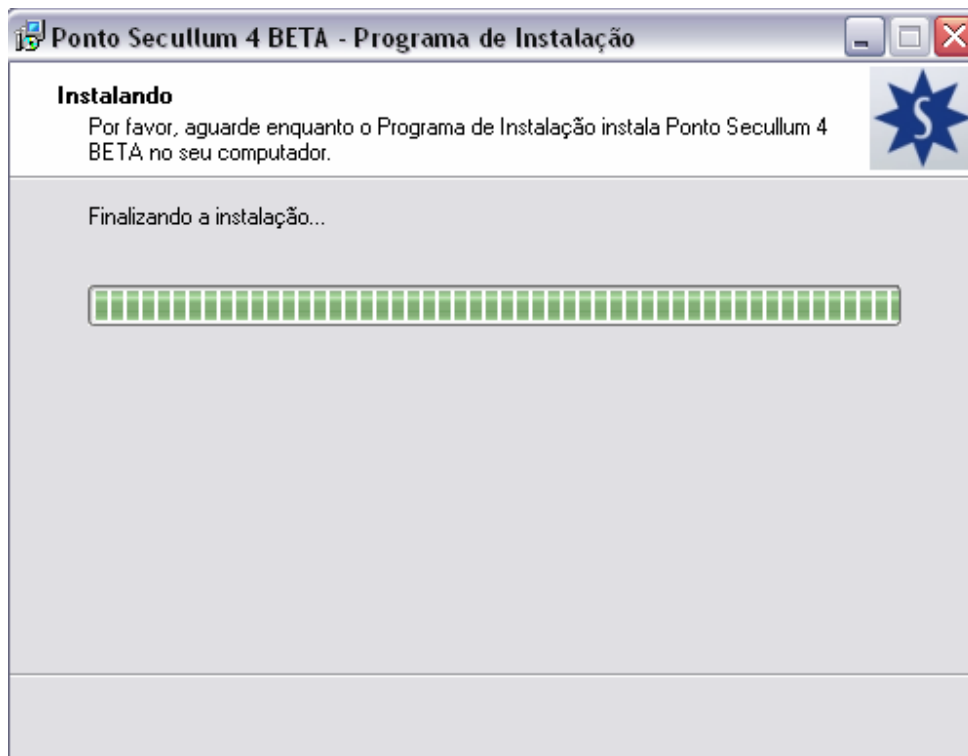 Ponto Secullum 4 BETA - Programa de Instalação
Instalando
Por favor, aguarde enquanto o Programa de Instalação instala Ponto Secullum 4
BETA no seu computador.
S
Finalizando a instalação...